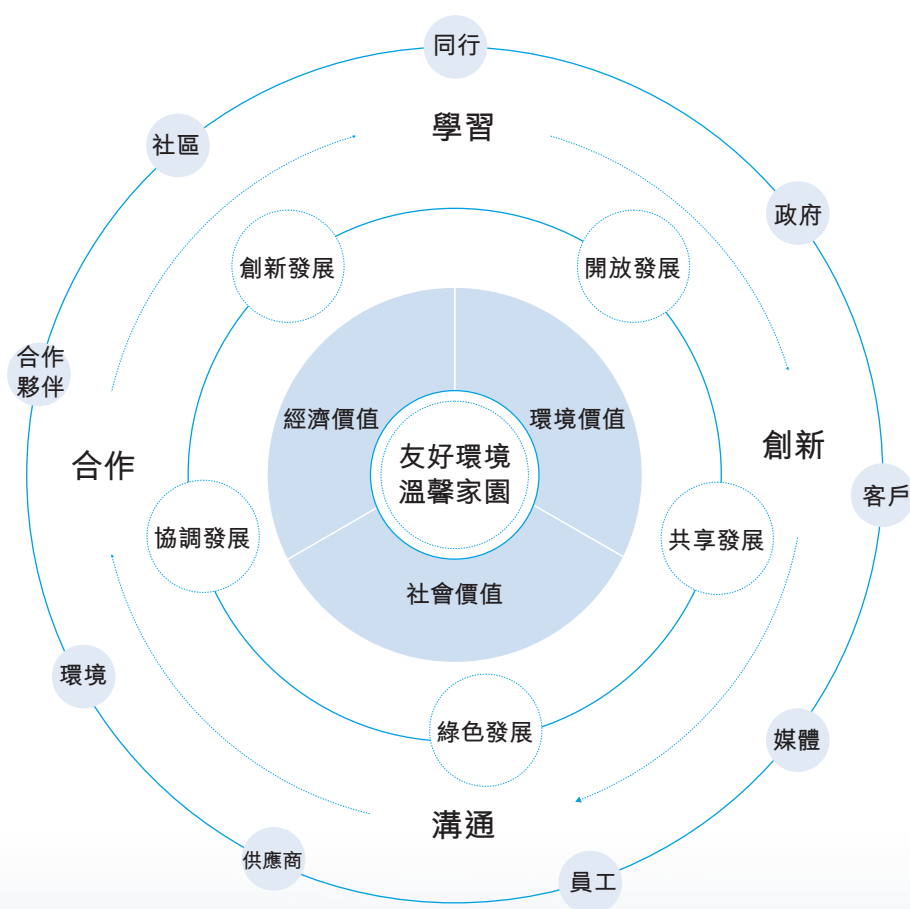 同行
學習
社區
政府
創新發展
開放發展
合作
夥伴
經濟價值
環境價值
友好環境
溫馨家園
合作
創新
客戶
協調發展
共享發展
社會價值
環境
綠色發展
媒體
溝通
供應商
員工